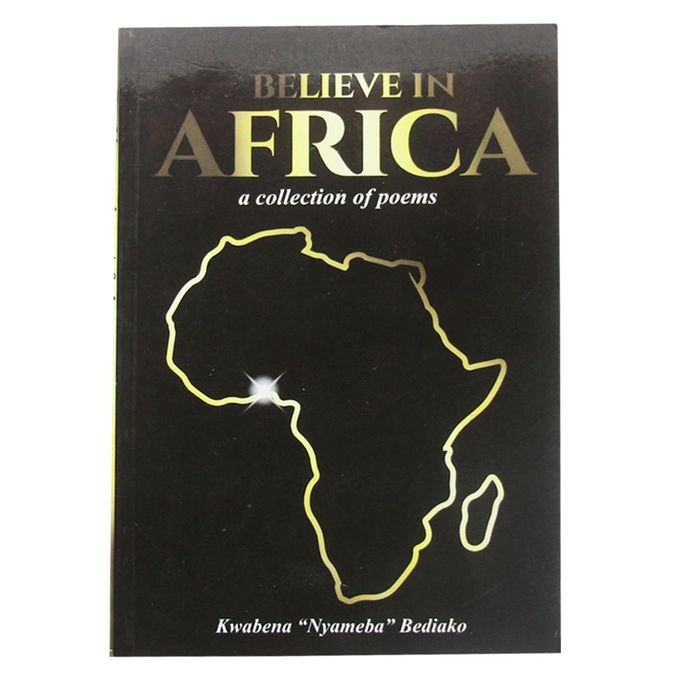 BELIEVE IN
AFRICA
a collection of poems
Kwabena “Nyameba” Bediako